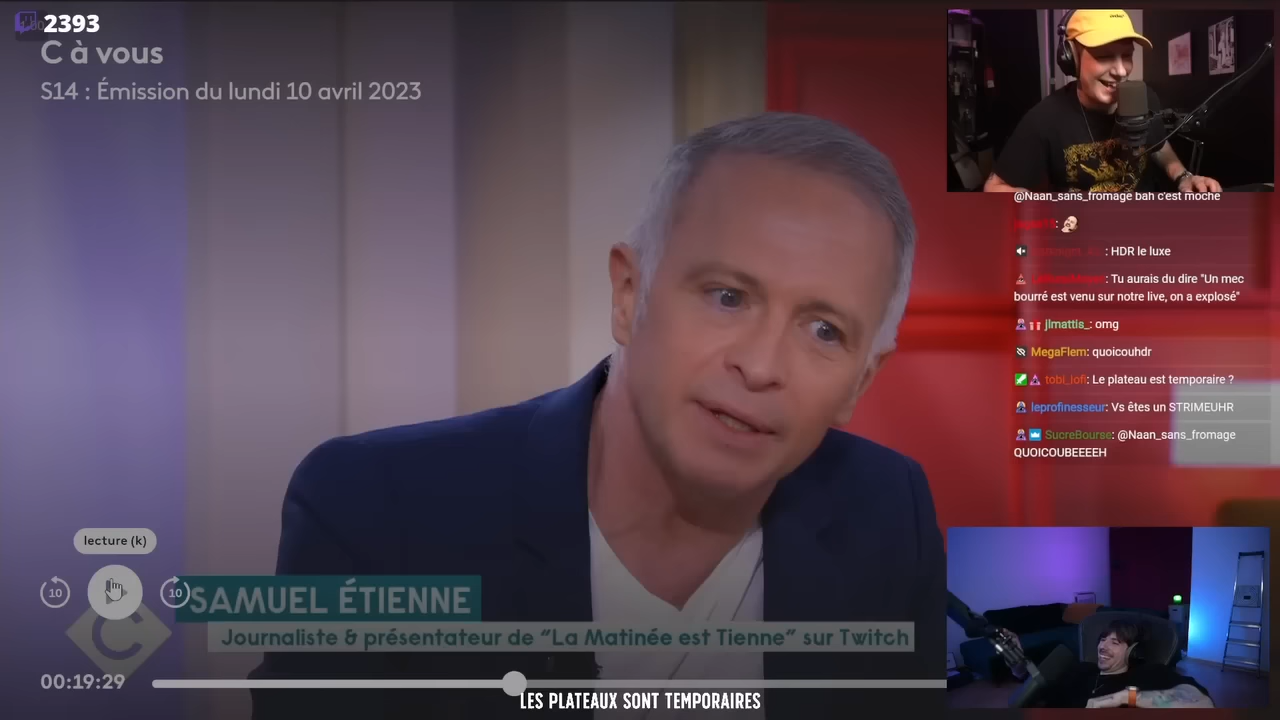 2393
C à vous
S14 : Émission du lundi 10 avril 2023
@Naan_sans_fromage bah c'est moche
: HDR le luxe
: Tu aurais du dire "Un mec
bourré est venu sur notre live, on a explosé"
jlmattis_: omg
MegaFlem: quoicouhdr
tobi_lofi: Le plateau est temporaire ?
leprofinesseur: Vs êtes un STRIMEUHR
SucreBourse: @Naan_sans_fromage
QUOICOUBEEEEH
lecture (k)
10
10
SAMUEL ÉTIENNE
Journaliste & présentateur de "La Matinée est Tienne" sur Twitch
C
00:19:29
LES PLATEAUX SONT TEMPORAIRES